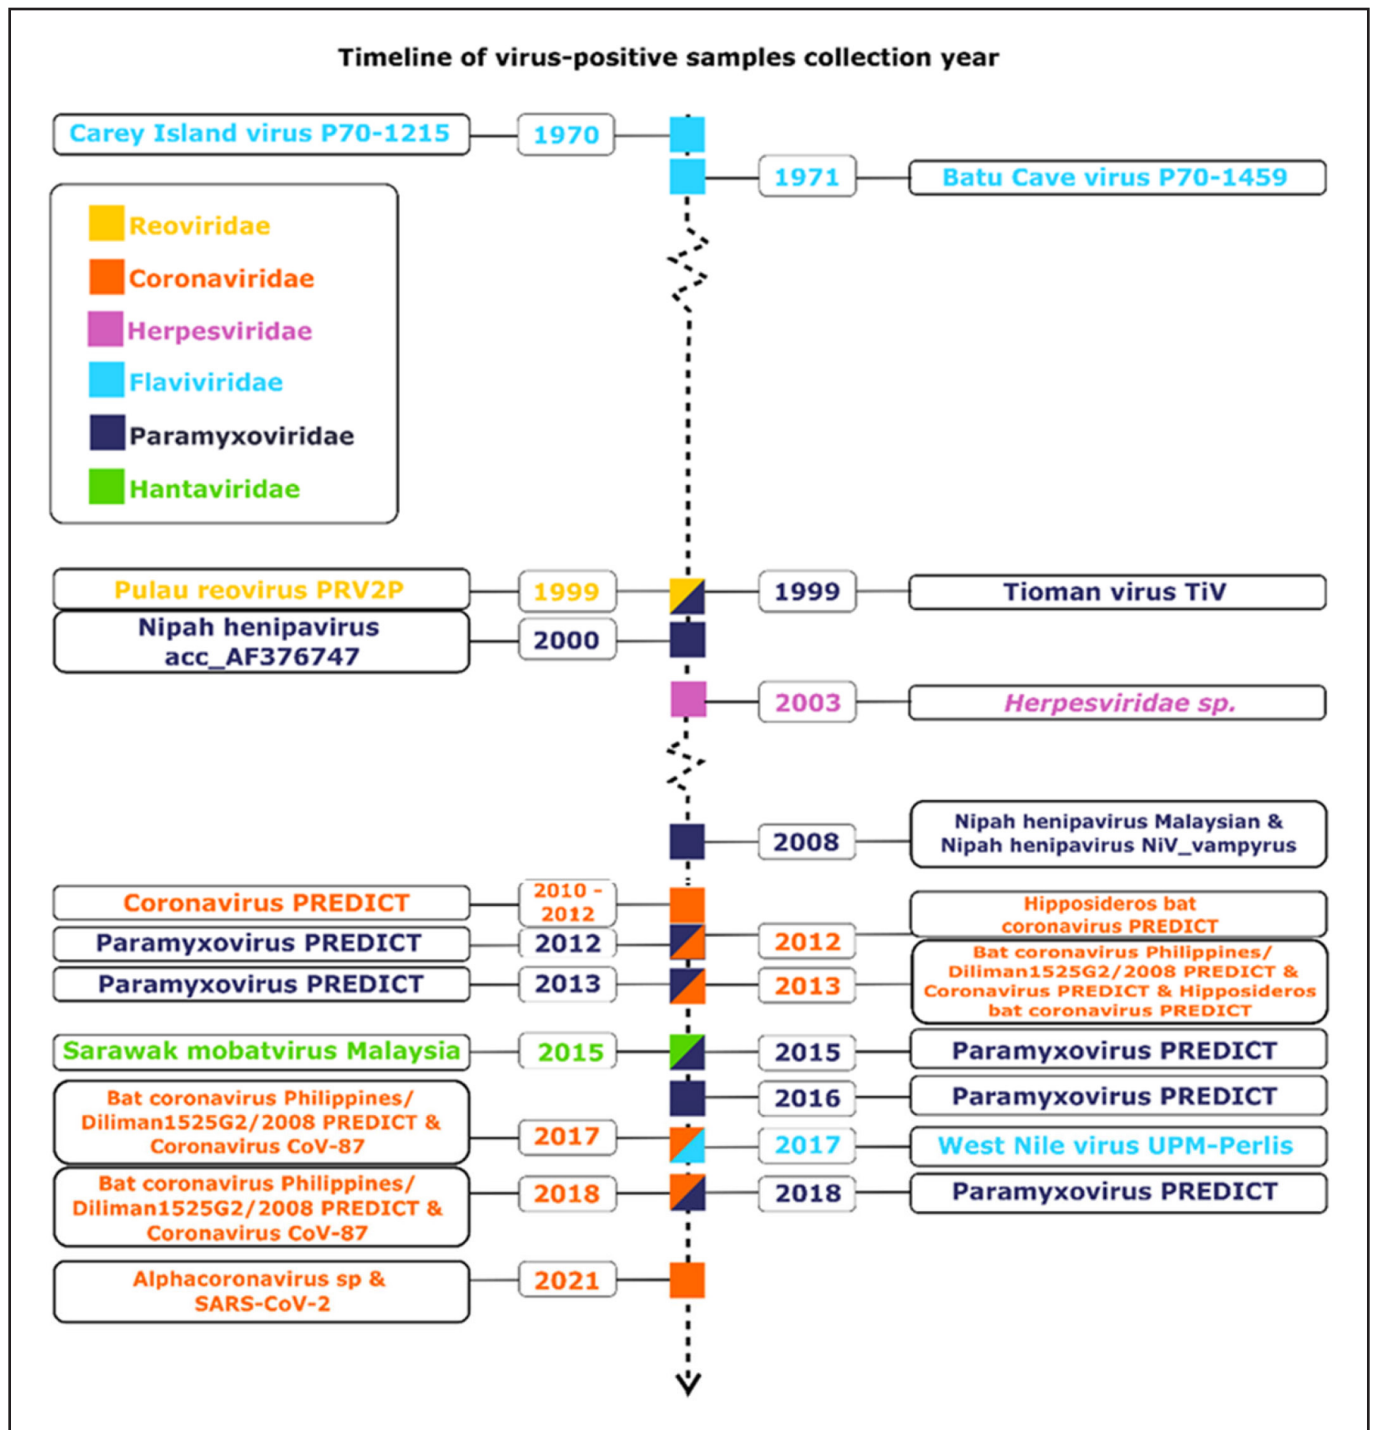 Timeline of virus-positive samples collection year
Carey Island virus P70-1215
1970
1971
Batu Cave virus P70-1459
Reoviridae
Coronaviridae
Herpesviridae
Flaviviridae
Paramyxoviridae
Hantaviridae
Pulau reovirus PRV2P
1999
1999
Tioman virus TiV
Nipah henipavirus
acc_AF376747
2000
2003
Herpesviridae sp.
2008
Nipah henipavirus Malaysian &
Nipah henipavirus NiV_vampyrus
Coronavirus PREDICT
2010 -
2012
Paramyxovirus PREDICT
2012
2012
Hipposideros bat
coronavirus PREDICT
Paramyxovirus PREDICT
2013
2013
Bat coronavirus Philippines/
Diliman1525G2/2008 PREDICT &
Coronavirus PREDICT & Hipposideros
bat coronavirus PREDICT
Sarawak mobatvirus Malaysia
2015
2015
Paramyxovirus PREDICT
2016
Paramyxovirus PREDICT
Bat coronavirus Philippines/
Diliman1525G2/2008 PREDICT &
Coronavirus CoV-87
2017
2017
West Nile virus UPM-Perlis
Bat coronavirus Philippines/
Diliman1525G2/2008 PREDICT &
Coronavirus CoV-87
2018
2018
Paramyxovirus PREDICT
Alphacoronavirus sp &
SARS-CoV-2
2021